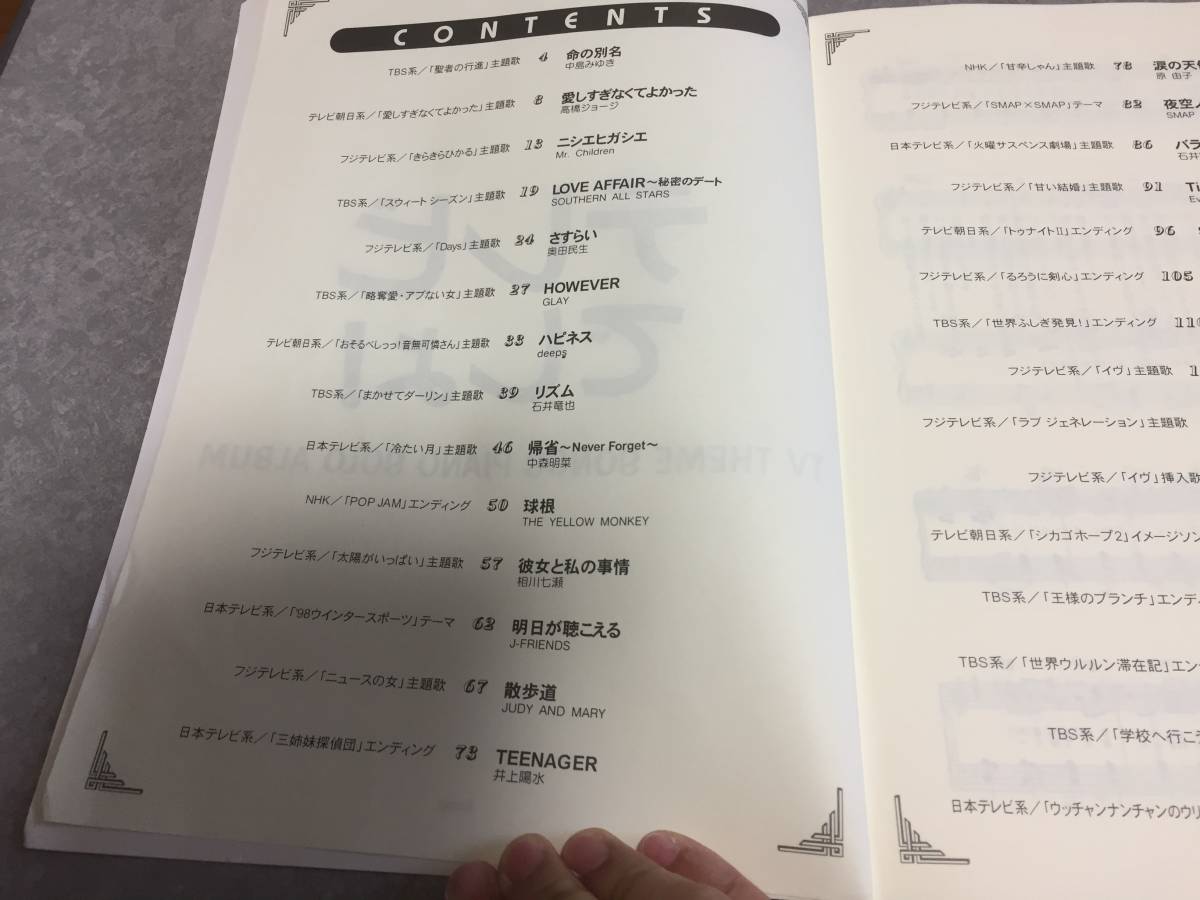 CONTENTS
TBS系／「聖者の行進」主題歌 4 命の別名
中島みゆき
テレビ朝日系／「愛しすぎなくてよかった」主題歌 8 愛しすぎなくてよかった
高橋ジョージ
フジテレビ系／「きらきらひかる」主題歌 13 ニシエヒガシエ
Mr. Children
TBS系／「スウィート シーズン」主題歌 19 LOVE AFFAIR～秘密のデート
SOUTHERN ALL STARS
フジテレビ系／「Days」主題歌 24 さすらい
奥田民生
TBS系／「略奪愛・アブない女」主題歌 27 HOWEVER
GLAY
テレビ朝日系／「おそるべしっっ!音無可憐さん」主題歌 33 ハピネス
deeps
TBS系／「まかせてダーリン」主題歌 39 リズム
石井竜也
日本テレビ系／「冷たい月」主題歌 46 帰省～Never Forget～
中森明菜
NHK／「POP JAM」エンディング 50 球根
THE YELLOW MONKEY
フジテレビ系／「太陽がいっぱい」主題歌 57 彼女と私の事情
相川七瀬
日本テレビ系／「'98ウインタースポーツ」テーマ 63 明日が聴こえる
J-FRIENDS
フジテレビ系／「ニュースの女」主題歌 67 散歩道
JUDY AND MARY
日本テレビ系／「三姉妹探偵団」エンディング 73 TEENAGER
井上陽水
NHK／「甘辛しゃん」主題歌 78 涙の天
原 由子
フジテレビ系／「SMAP×SMAP」テーマ 83 夜空
SMAP
日本テレビ系／「火曜サスペンス劇場」主題歌 86 バラ
石井
フジテレビ系／「甘い結婚」主題歌 91 Ti
Ev
テレビ朝日系／「トゥナイトII」エンディング 96
フジテレビ系／「るろうに剣心」エンディング 105
TBS系／「世界ふしぎ発見!」エンディング 11
フジテレビ系／「イヴ」主題歌 1
フジテレビ系／「ラブ ジェネレーション」主題歌
フジテレビ系／「イヴ」挿入歌
テレビ朝日系／「シカゴホープ2」イメージソン
TBS系／「王様のブランチ」エンデ
TBS系／「世界ウルルン滞在記」エン
TBS系／「学校へ行こ
日本テレビ系／「ウッチャンナンチャンのウリ